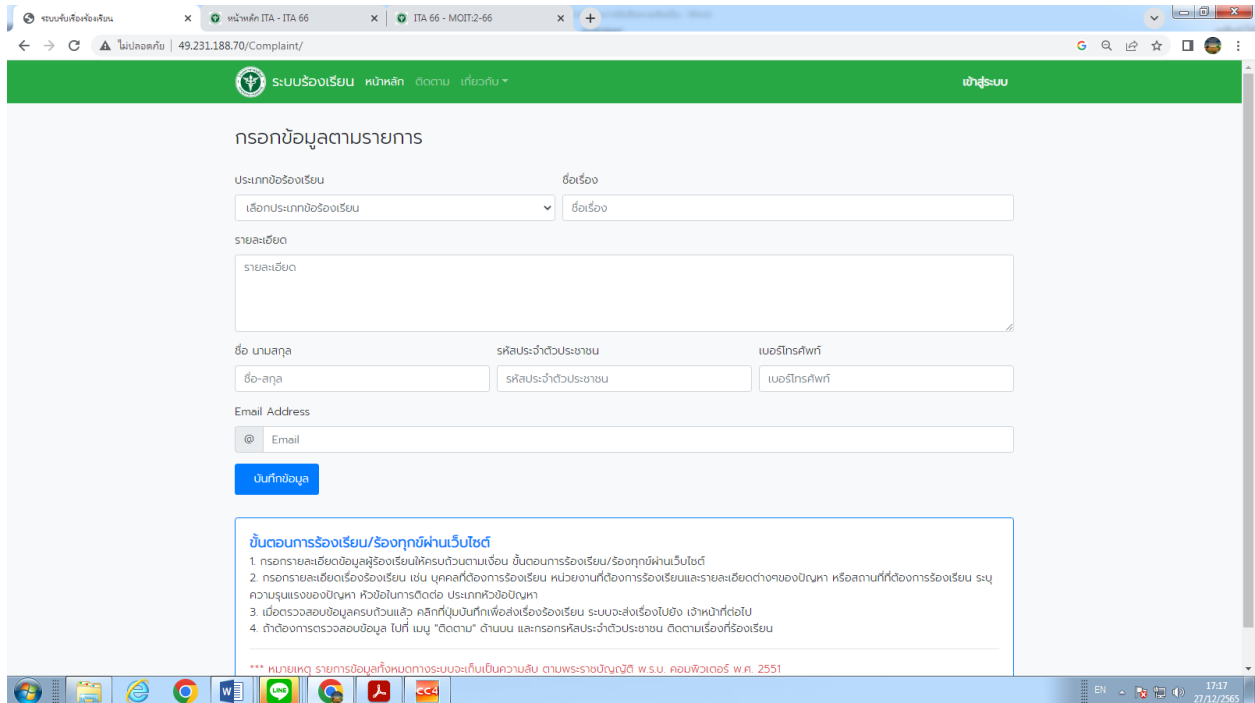 ระบบรับเรื่องร้องเรียน
หน้าหลัก ITA - ITA 66
ITA 66 - MOIT:2-66
ไม่ปลอดภัย
49.231.188.70/Complaint/
ระบบร้องเรียน หน้าหลัก ติดตาม เกี่ยวกับ เข้าสู่ระบบ
กรอกข้อมูลตามรายการ
ประเภทข้อร้องเรียน ชื่อเรื่อง
เลือกประเภทข้อร้องเรียน ชื่อเรื่อง
รายละเอียด
รายละเอียด
ชื่อ นามสกุล รหัสประจำตัวประชาชน เบอร์โทรศัพท์
ชื่อ-สกุล รหัสประจำตัวประชาชน เบอร์โทรศัพท์
Email Address
@ Email
บันทึกข้อมูล
ขั้นตอนการร้องเรียน/ร้องทุกข์ผ่านเว็บไซต์
1. กรอกรายละเอียดข้อมูลผู้ร้องเรียนให้ครบถ้วนตามเงื่อน ขั้นตอนการร้องเรียน/ร้องทุกข์ผ่านเว็บไซต์
2. กรอกรายละเอียดเรื่องร้องเรียน เช่น บุคคลที่ต้องการร้องเรียน หน่วยงานที่ต้องการร้องเรียนและรายละเอียดต่างๆของปัญหา หรือสถานที่ที่ต้องการร้องเรียน ระบุ
ความรุนแรงของปัญหา หัวข้อในการติดต่อ ประเภทหัวข้อปัญหา
3. เมื่อตรวจสอบข้อมูลครบถ้วนแล้ว คลิกที่ปุ่มบันทึกเพื่อส่งเรื่องร้องเรียน ระบบจะส่งเรื่องไปยัง เจ้าหน้าที่ต่อไป
4. ถ้าต้องการตรวจสอบข้อมูล ไปที่ เมนู "ติดตาม" ด้านบน และกรอกรหัสประจำตัวประชาชน ติดตามเรื่องที่ร้องเรียน
*** หมายเหตุ รายการข้อมูลทั้งหมดทางระบบจะเก็บเป็นความลับ ตามพระราชบัญญัติ พ.ร.บ. คอมพิวเตอร์ พ.ศ. 2551
LINE
CC4
EN
17:17
27/12/2565